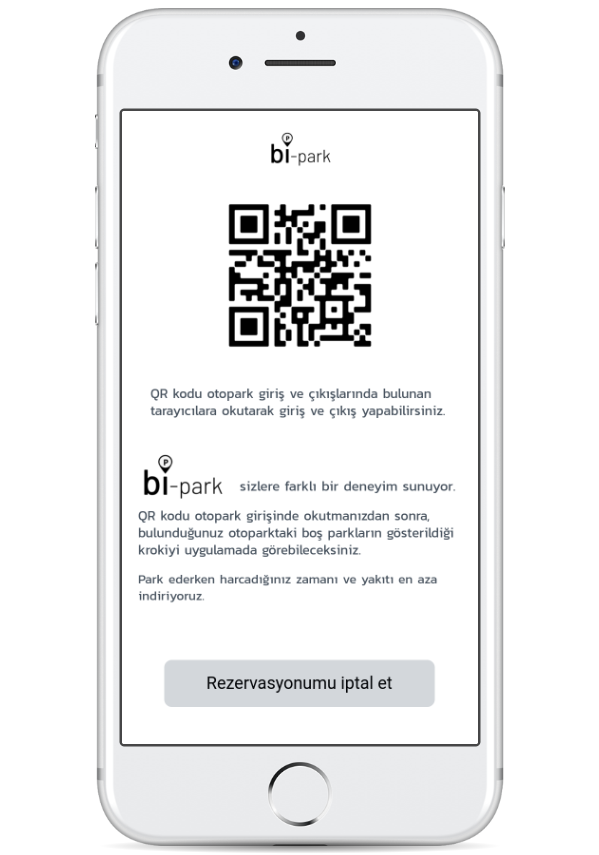 bi-park
QR kodu otopark giriş ve çıkışlarında bulunan
tarayıcılara okutarak giriş ve çıkış yapabilirsiniz.
bi-park sizlere farklı bir deneyim sunuyor.
QR kodu otopark girişinde okutmanızdan sonra,
bulunduğunuz otoparktaki boş parkların gösterildiği
krokiyi uygulamada görebileceksiniz.
Park ederken harcadığınız zamanı ve yakıtı en aza
indiriyoruz.
Rezervasyonumu iptal et